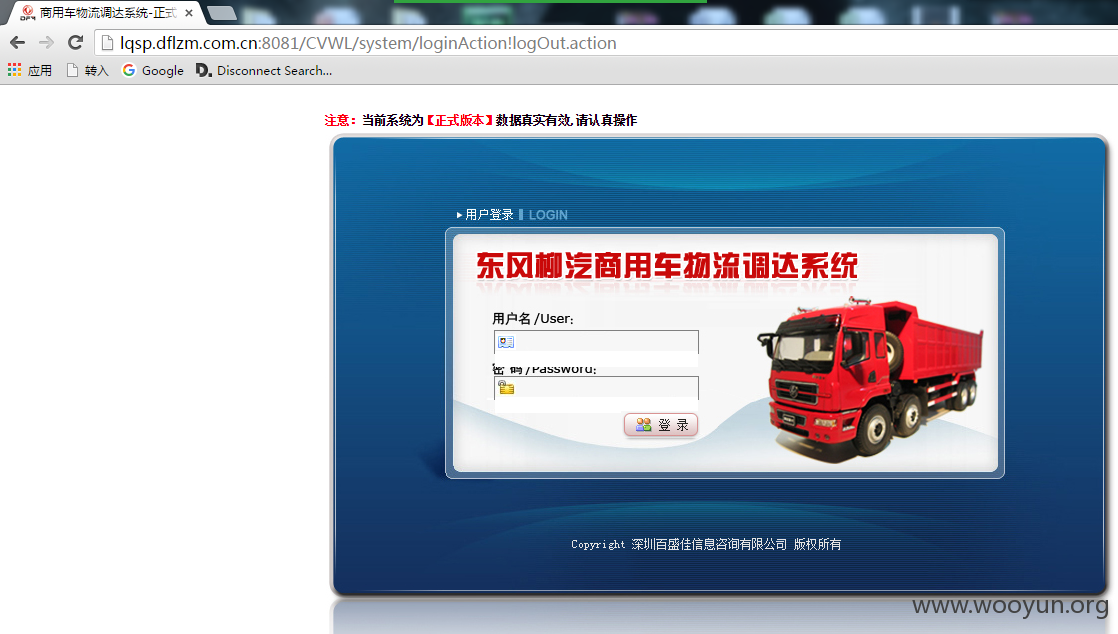 商用车物流调达系统-正式
lqsp.dflzm.com.cn:8081/CVWL/system/loginAction!logOut.action
应用 转入 Google Disconnect Search...
注意：当前系统为【正式版本】数据真实有效,请认真操作
用户登录 LOGIN
东风柳汽商用车物流调达系统
用户名 /User:
密 码 /Password:
登 录
Copyright 深圳百盛佳信息咨询有限公司 版权所有
www.wooyun.org